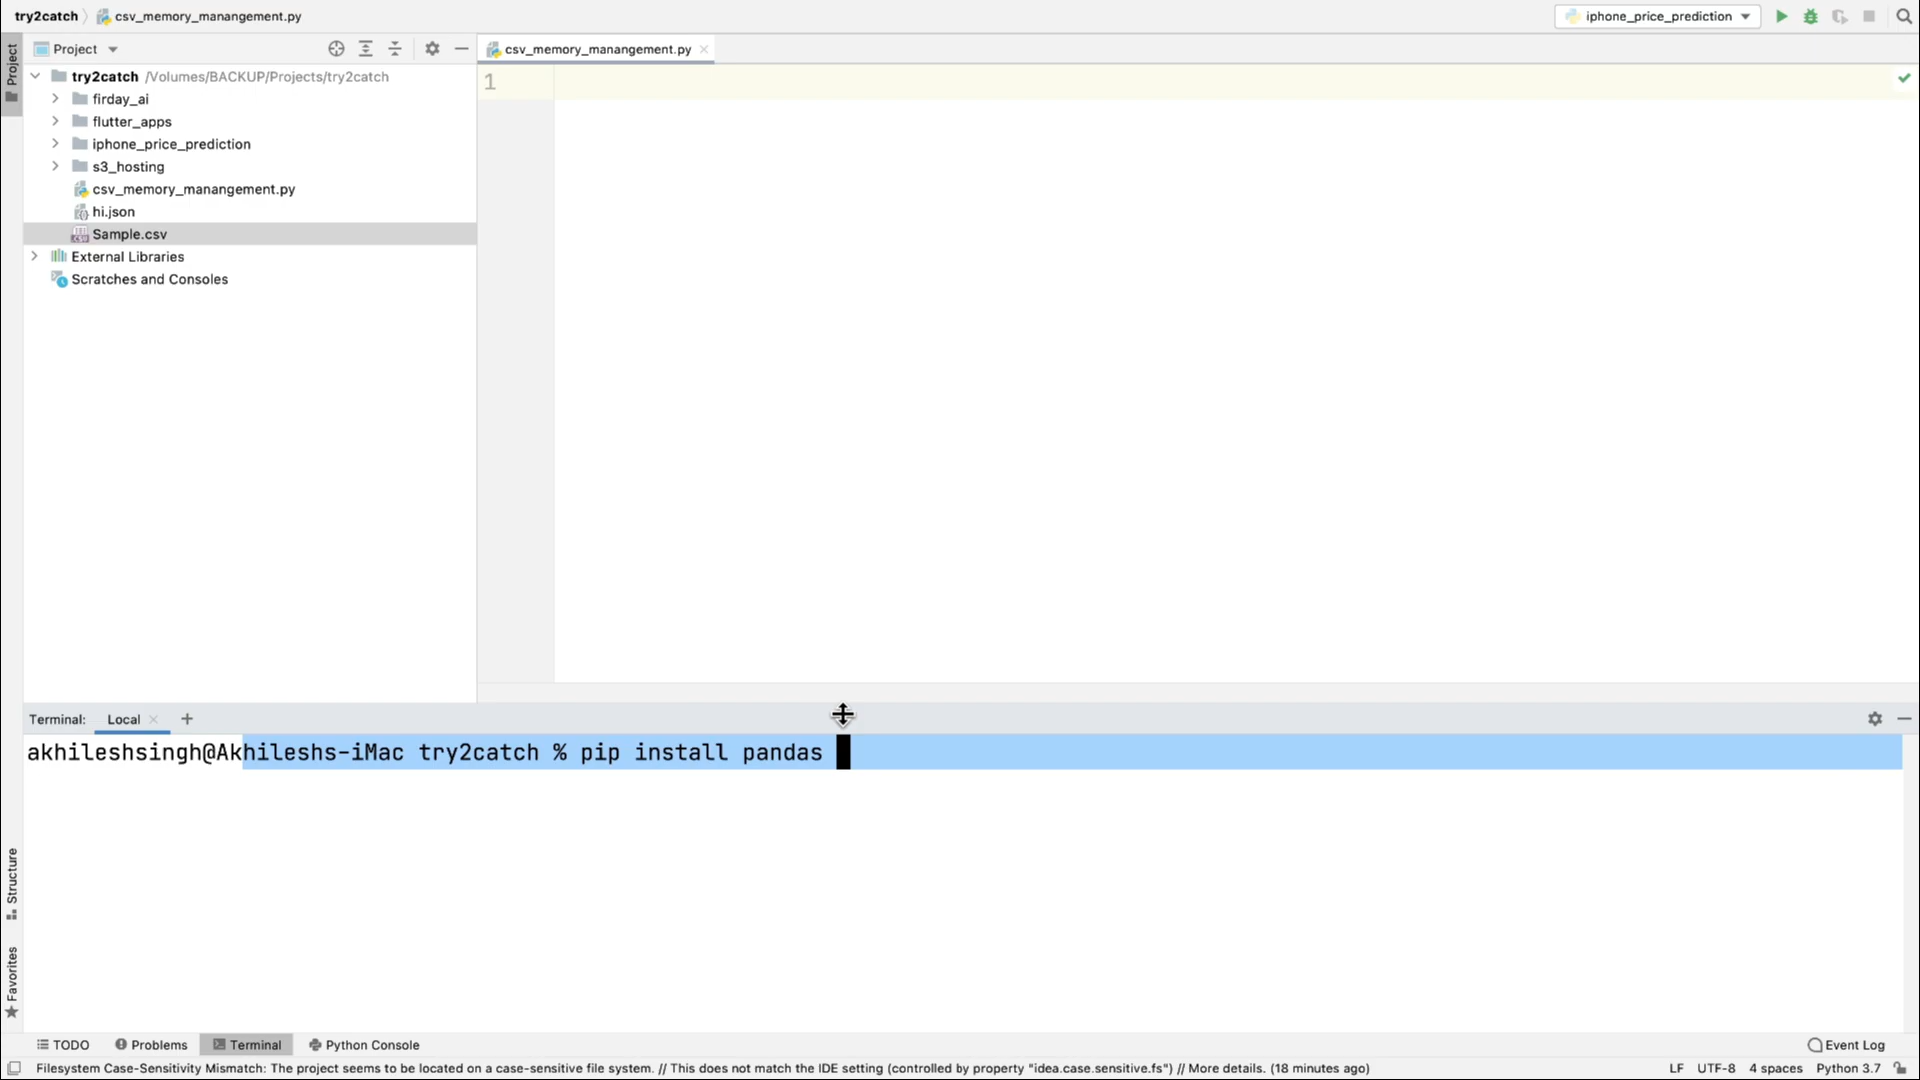 try2catch csv_memory_manangement.py
iphone_price_prediction
Project
Project
csv_memory_manangement.py
try2catch /Volumes/BACKUP/Projects/try2catch
1
firday_ai
flutter_apps
iphone_price_prediction
s3_hosting
csv_memory_manangement.py
hi.json
Sample.csv
External Libraries
Scratches and Consoles
Terminal: Local
akhileshsingh@Akhileshs-iMac try2catch % pip install pandas
Structure
Favorites
TODO Problems Terminal Python Console Event Log
Filesystem Case-Sensitivity Mismatch: The project seems to be located on a case-sensitive file system. // This does not match the IDE setting (controlled by property "idea.case.sensitive.fs") // More details. (18 minutes ago) LF UTF-8 4 spaces Python 3.7